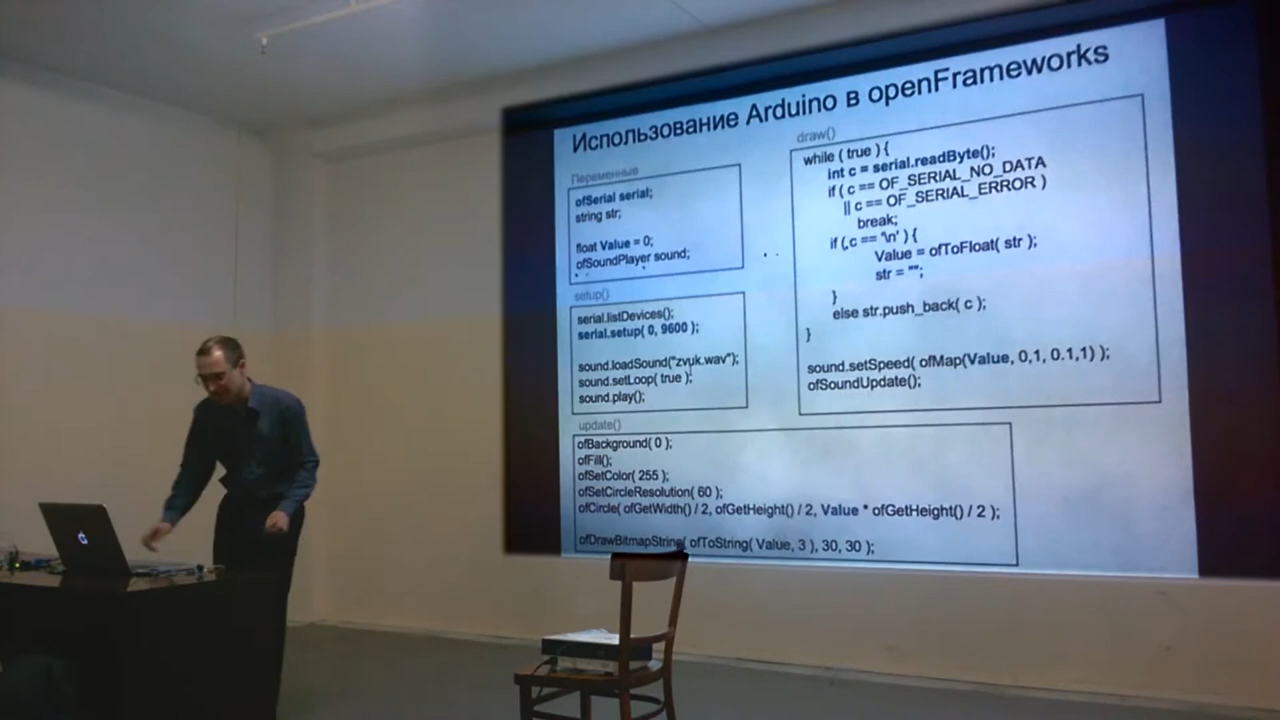 Использование Arduino в openFrameworks
Переменные
ofSerial serial;
string str;
float Value = 0;
ofSoundPlayer sound;
setup()
serial.listDevices();
serial.setup( 0, 9600 );
sound.loadSound("zvuk.wav");
sound.setLoop( true );
sound.play();
draw()
while ( true ) {
int c = serial.readByte();
if ( c == OF_SERIAL_NO_DATA
|| c == OF_SERIAL_ERROR )
break;
if ( c == '\n' ) {
Value = ofToFloat( str );
str = "";
}
else str.push_back( c );
}
sound.setSpeed( ofMap(Value, 0,1, 0.1,1) );
ofSoundUpdate();
update()
ofBackground( 0 );
ofFill();
ofSetColor( 255 );
ofSetCircleResolution( 60 );
ofCircle( ofGetWidth() / 2, ofGetHeight() / 2, Value * ofGetHeight() / 2 );
ofDrawBitmapString( ofToString( Value, 3 ), 30, 30 );